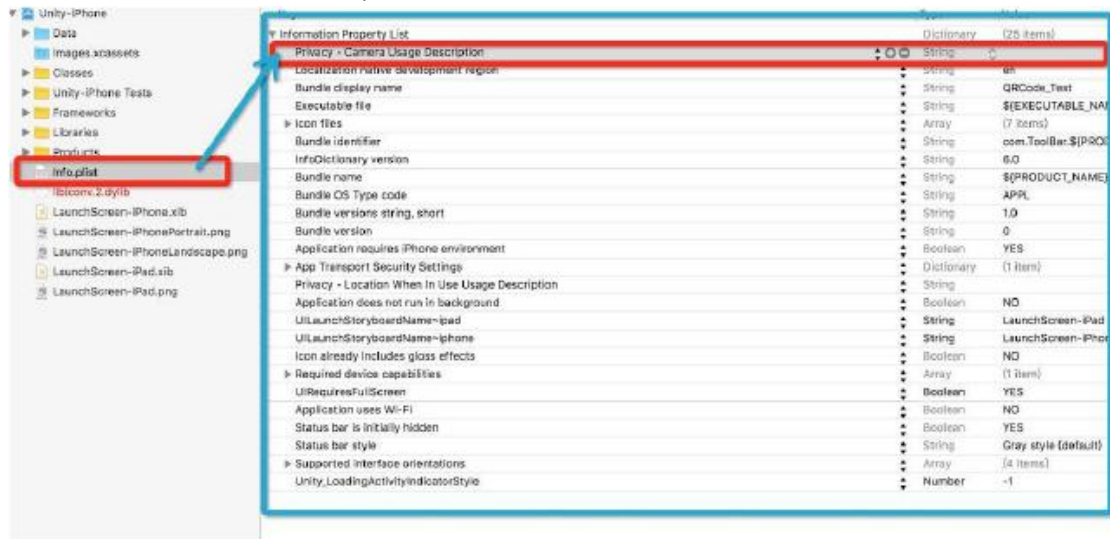 Unity-iPhone
Data
Images.xcassets
Classes
Unity-iPhone Tests
Frameworks
Libraries
Products
Info.plist
libiconv.2.dylib
LaunchScreen-iPhone.xib
LaunchScreen-iPhonePortrait.png
LaunchScreen-iPhoneLandscape.png
LaunchScreen-iPad.xib
LaunchScreen-iPad.png
Information Property List Dictionary (25 items)
Privacy - Camera Usage Description String
Localization native development region String en
Bundle display name String QRCode_Test
Executable file String ${EXECUTABLE_NAM
Icon files Array (7 items)
Bundle identifier String com.ToolBar.${PROD
InfoDictionary version String 6.0
Bundle name String ${PRODUCT_NAME}
Bundle OS Type code String APPL
Bundle versions string, short String 1.0
Bundle version String 0
Application requires iPhone environment Boolean YES
App Transport Security Settings Dictionary (1 item)
Privacy - Location When In Use Usage Description String
Application does not run in background Boolean NO
UILaunchStoryboardName~ipad String LaunchScreen-iPad
UILaunchStoryboardName~iphone String LaunchScreen-iPhon
Icon already includes gloss effects Boolean NO
Required device capabilities Array (1 item)
UIRequiresFullScreen Boolean YES
Application uses Wi-Fi Boolean NO
Status bar is initially hidden Boolean YES
Status bar style String Gray style (default)
Supported interface orientations Array (4 items)
Unity_LoadingActivityIndicatorStyle Number -1